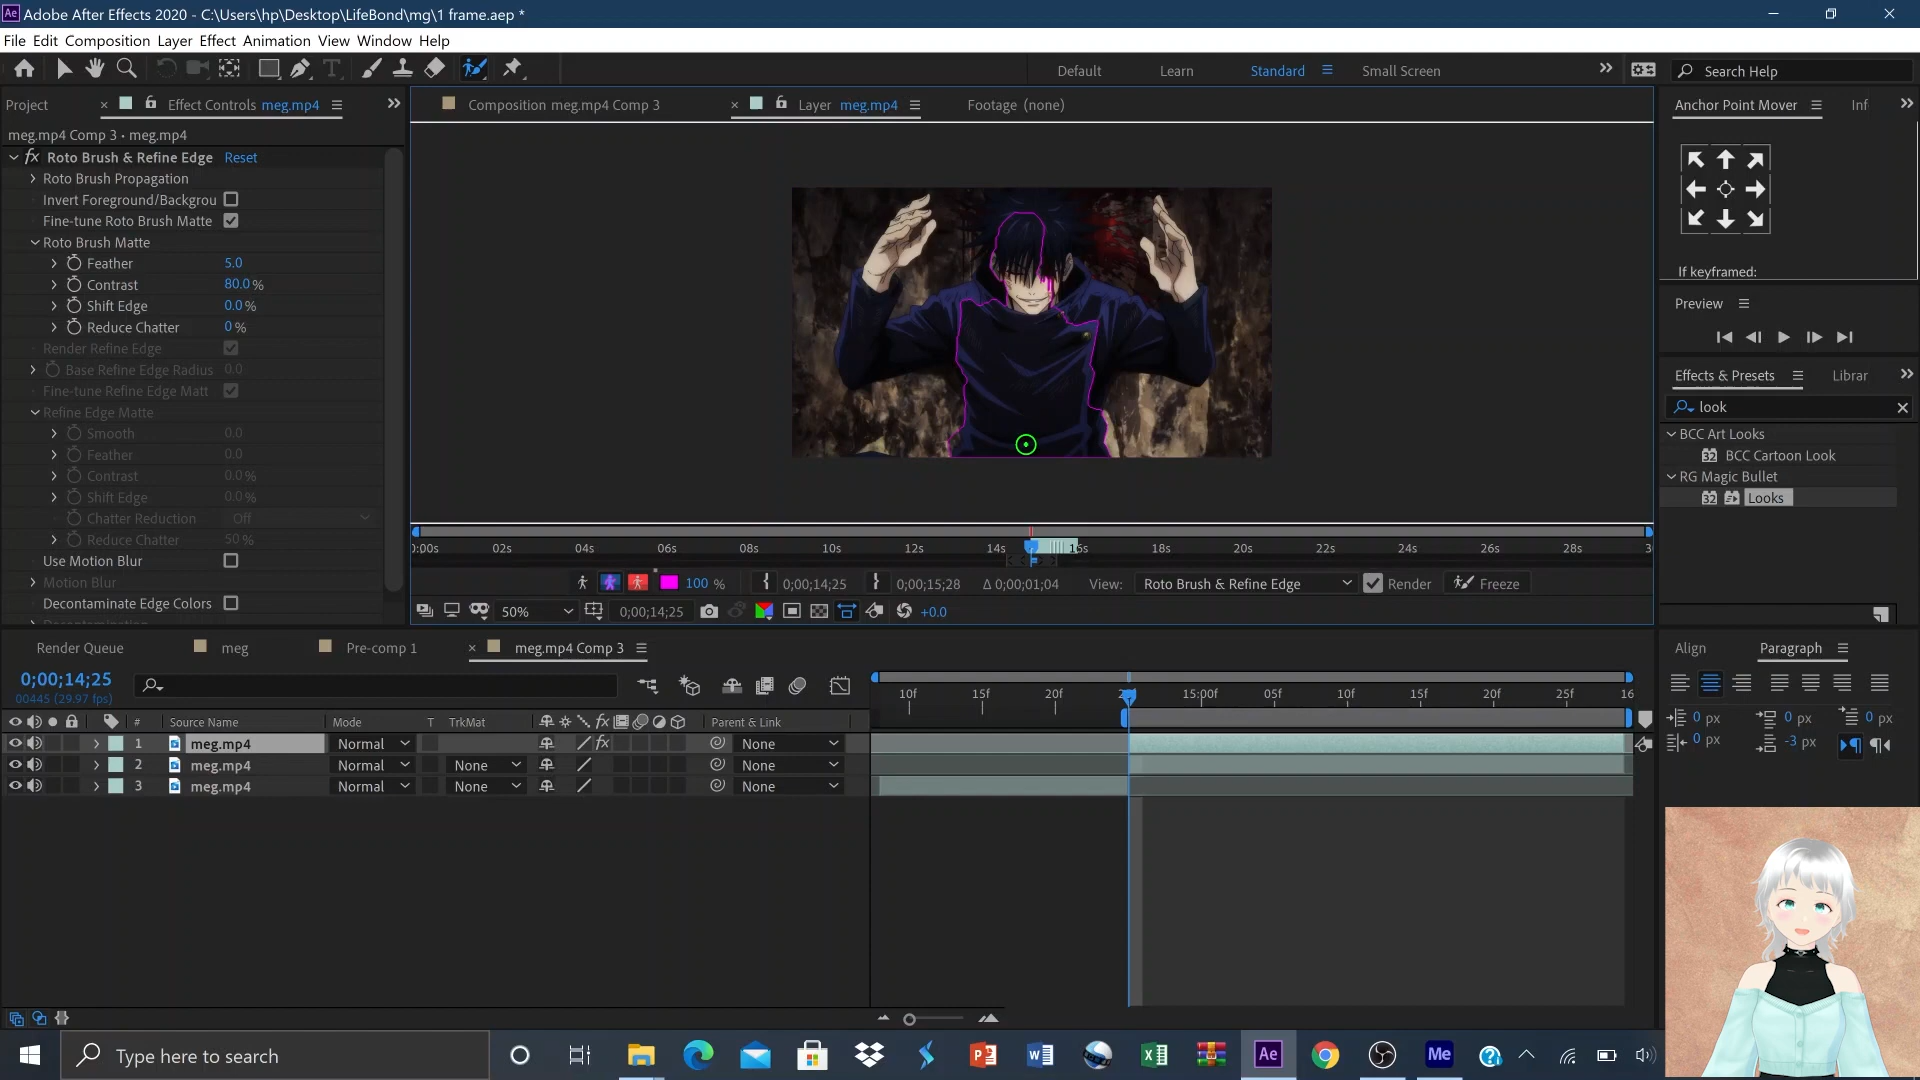 Adobe After Effects 2020 - C:\Users\hp\Desktop\LifeBond\mg\1 frame.aep *
File Edit Composition Layer Effect Animation View Window Help
Default Learn Standard Small Screen Search Help
Project Effect Controls meg.mp4
meg.mp4 Comp 3 • meg.mp4
fx Roto Brush & Refine Edge Reset
Roto Brush Propagation
Invert Foreground/Backgrou
Fine-tune Roto Brush Matte
Roto Brush Matte
Feather 5.0
Contrast 80.0 %
Shift Edge 0.0 %
Reduce Chatter 0 %
Render Refine Edge
Base Refine Edge Radius 0.0
Fine-tune Refine Edge Matt
Refine Edge Matte
Smooth 0.0
Feather 0.0
Contrast 0.0 %
Shift Edge 0.0 %
Chatter Reduction Off
Reduce Chatter 50 %
Use Motion Blur
Motion Blur
Decontaminate Edge Colors
Composition meg.mp4 Comp 3 Layer meg.mp4 Footage (none)
0:00s 02s 04s 06s 08s 10s 12s 14s 16s 18s 20s 22s 24s 26s 28s 3
100 % 0;00;14;25 0;00;15;28 Δ 0;00;01;04 View: Roto Brush & Refine Edge Render Freeze
50% 0;00;14;25 +0.0
Anchor Point Mover Inf
If keyframed:
Preview
Effects & Presets Librar
look
BCC Art Looks
32 BCC Cartoon Look
RG Magic Bullet
32 Looks
Align Paragraph
0 px 0 px 0 px
0 px -3 px
Render Queue meg Pre-comp 1 meg.mp4 Comp 3
0;00;14;25
00445 (29.97 fps)
10f 15f 20f 15:00f 05f 10f 15f 20f 25f 16
# Source Name Mode T TrkMat fx Parent & Link
1 meg.mp4 Normal fx None
2 meg.mp4 Normal None None
3 meg.mp4 Normal None None
Type here to search
Ae Me